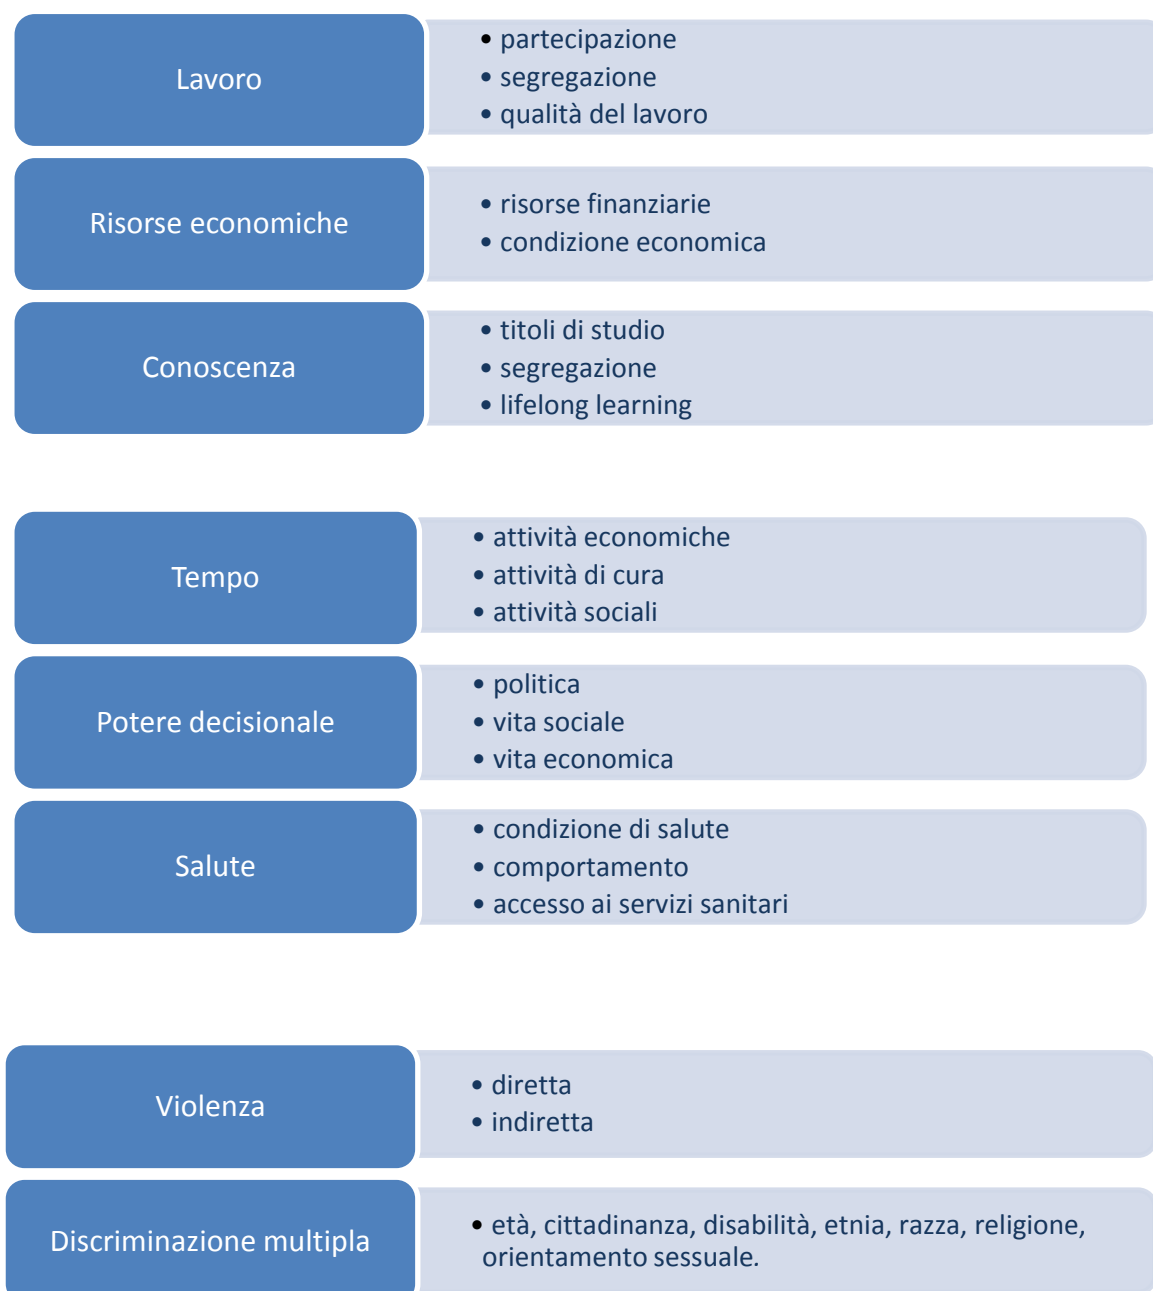 Lavoro
• partecipazione
• segregazione
• qualità del lavoro
Risorse economiche
• risorse finanziarie
• condizione economica
Conoscenza
• titoli di studio
• segregazione
• lifelong learning
Tempo
• attività economiche
• attività di cura
• attività sociali
Potere decisionale
• politica
• vita sociale
• vita economica
Salute
• condizione di salute
• comportamento
• accesso ai servizi sanitari
Violenza
• diretta
• indiretta
Discriminazione multipla
• età, cittadinanza, disabilità, etnia, razza, religione,
orientamento sessuale.